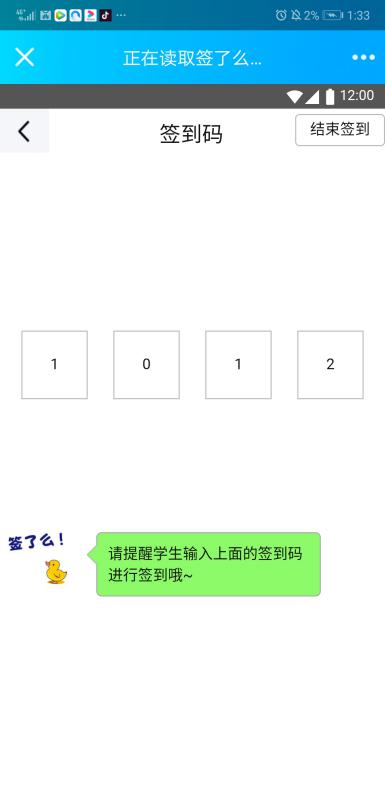 2% 1:33
正在读取签了么...
12:00
签到码
结束签到
1 0 1 2
签了么!
请提醒学生输入上面的签到码
进行签到哦~